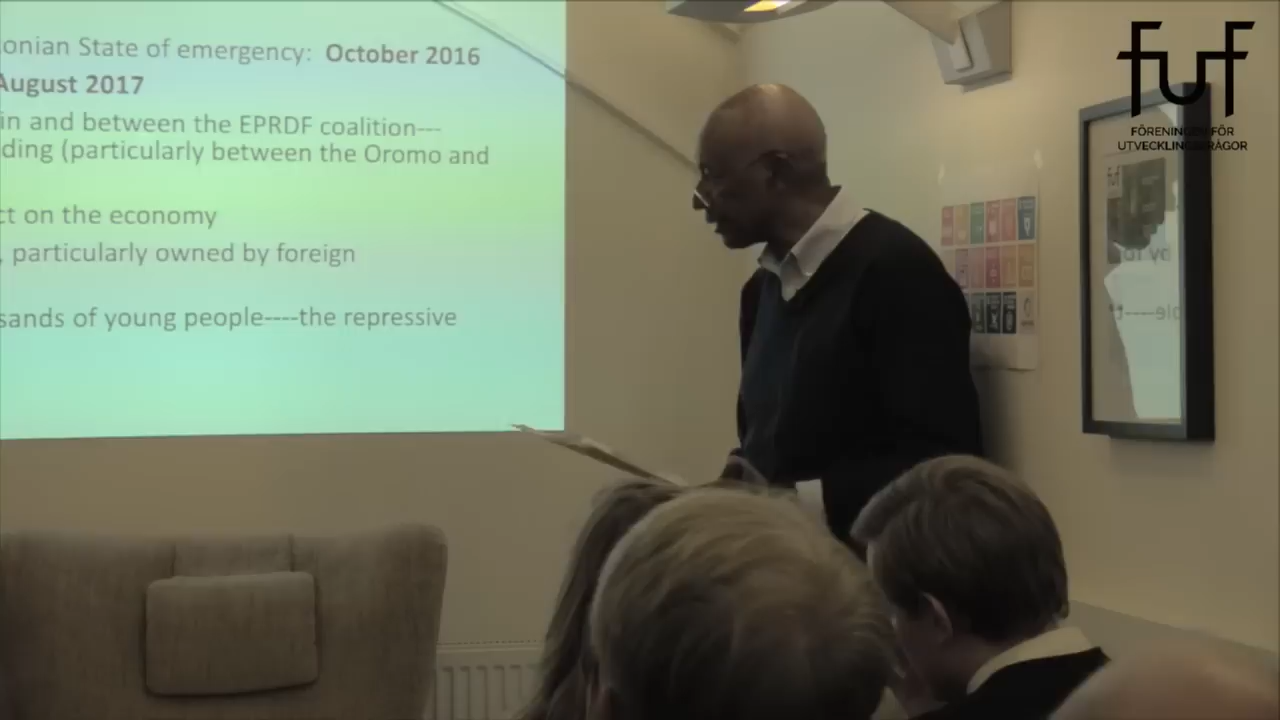 onian State of emergency: October 2016
August 2017
in and between the EPRDF coalition---
ding (particularly between the Oromo and
ct on the economy
, particularly owned by foreign
sands of young people----the repressive
fuf
FÖRENINGEN FÖR
UTVECKLINGSFRÅGOR